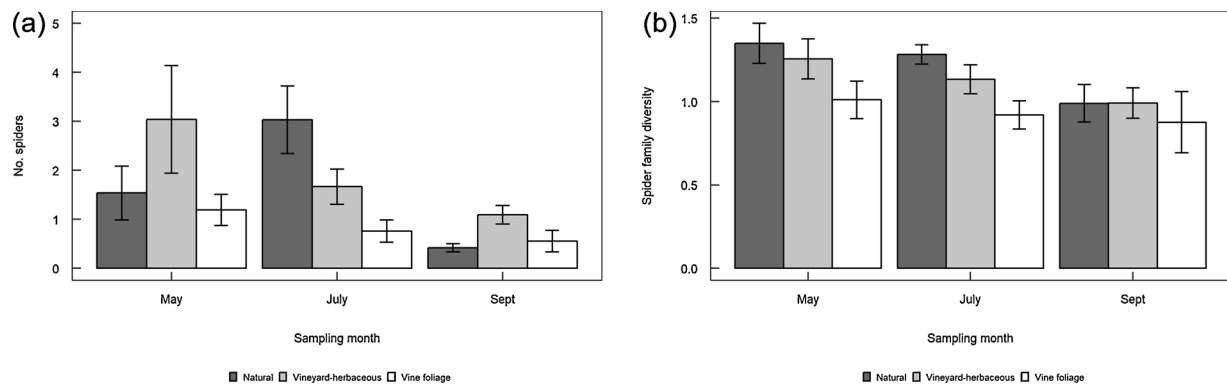 (a)
No. spiders
5
4
3
2
1
0
May July Sept
Sampling month
Natural Vineyard-herbaceous Vine foliage
(b)
Spider family diversity
1.5
1.0
0.5
0.0
May July Sept
Sampling month
Natural Vineyard-herbaceous Vine foliage